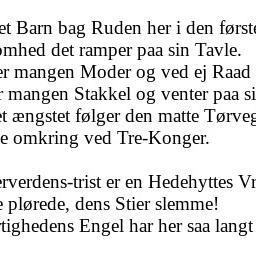 et Barn bag Ruden her i den første
omhed det ramper paa sin Tavle.
er mangen Moder og ved ej Raad
r mangen Stakkel og venter paa si
et ængstet følger den matte Tørveg
e omkring ved Tre-Konger.

erverdens-trist er en Hedehyttes Vr
e plørede, dens Stier slemme!
rtighedens Engel har her saa langt